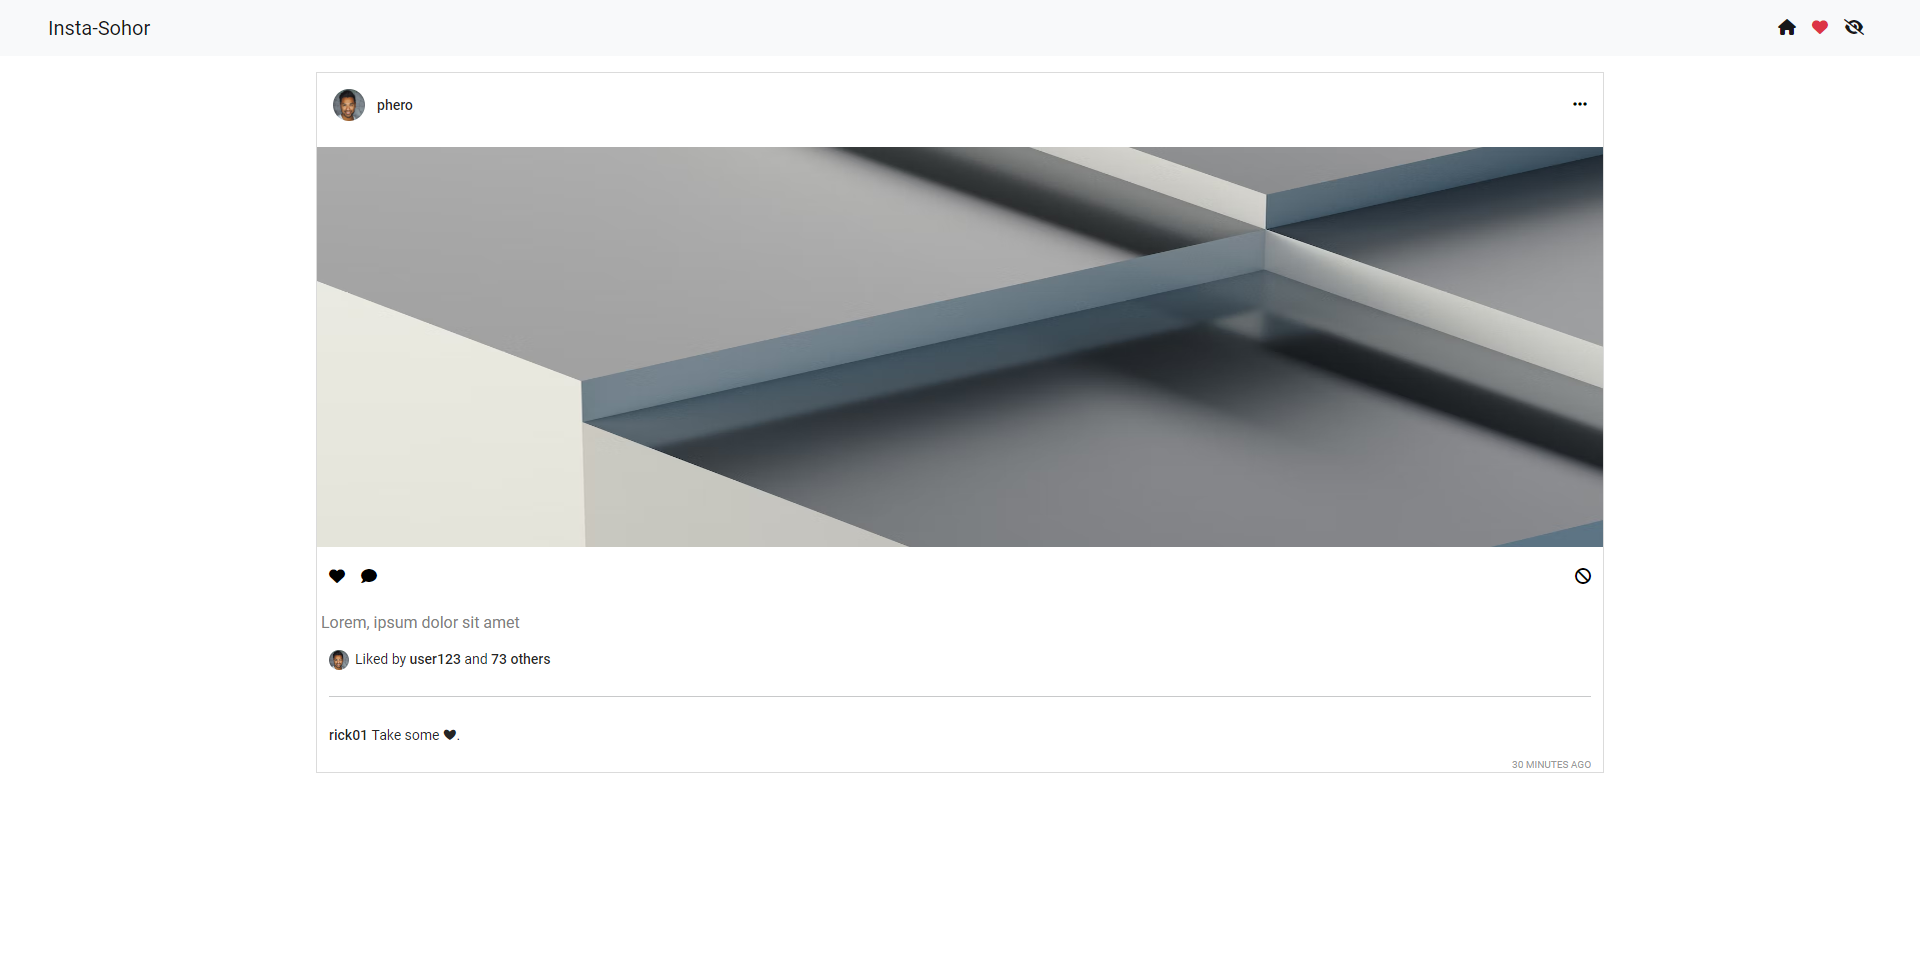 Insta-Sohor
phero
Lorem, ipsum dolor sit amet
Liked by user123 and 73 others
rick01 Take some ♥.
30 MINUTES AGO